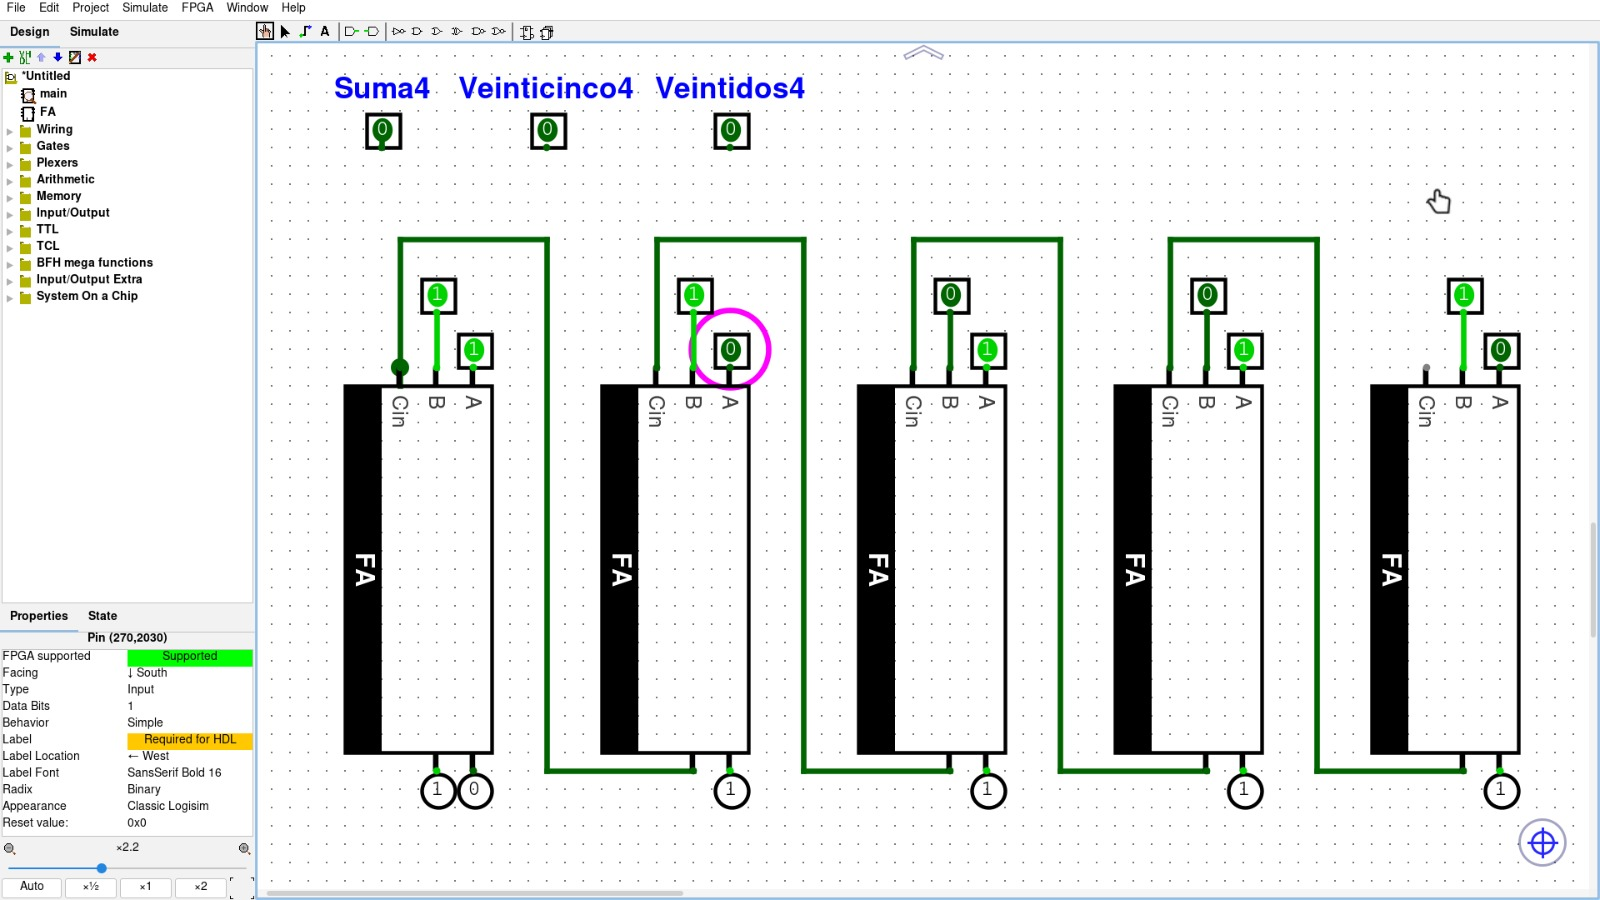 File Edit Project Simulate FPGA Window Help
Design Simulate
A
*Untitled
main
FA
Wiring
Gates
Plexers
Arithmetic
Memory
Input/Output
TTL
TCL
BFH mega functions
Input/Output Extra
System On a Chip
Properties State
Pin (270,2030)
FPGA supported Supported
Facing ↓ South
Type Input
Data Bits 1
Behavior Simple
Label Required for HDL
Label Location ← West
Label Font SansSerif Bold 16
Radix Binary
Appearance Classic Logisim
Reset value: 0x0
×2.2
Auto ×½ ×1 ×2
Suma4 Veinticinco4 Veintidos4
0 0 0
1 1 0 0 1
1 0 1 1 0
Cin B A Cin B A Cin B A Cin B A Cin B A
FA FA FA FA FA
1 0 1 1 1 1